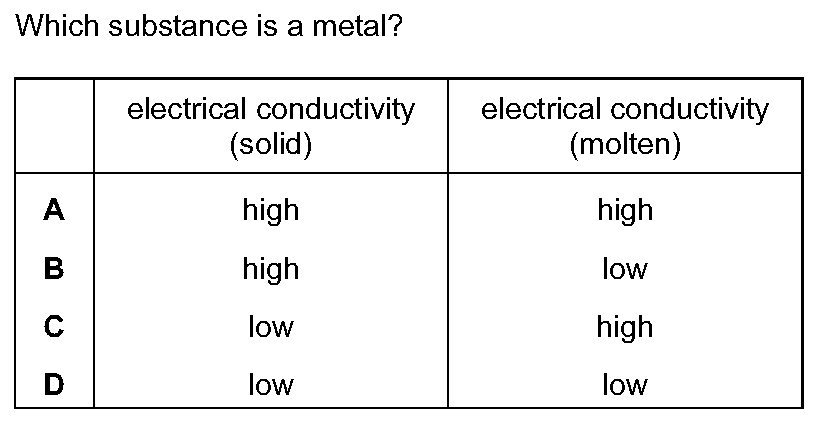 Which substance is a metal?
electrical conductivity electrical conductivity
(solid) (molten)
A high high
B high low
C low high
D low low